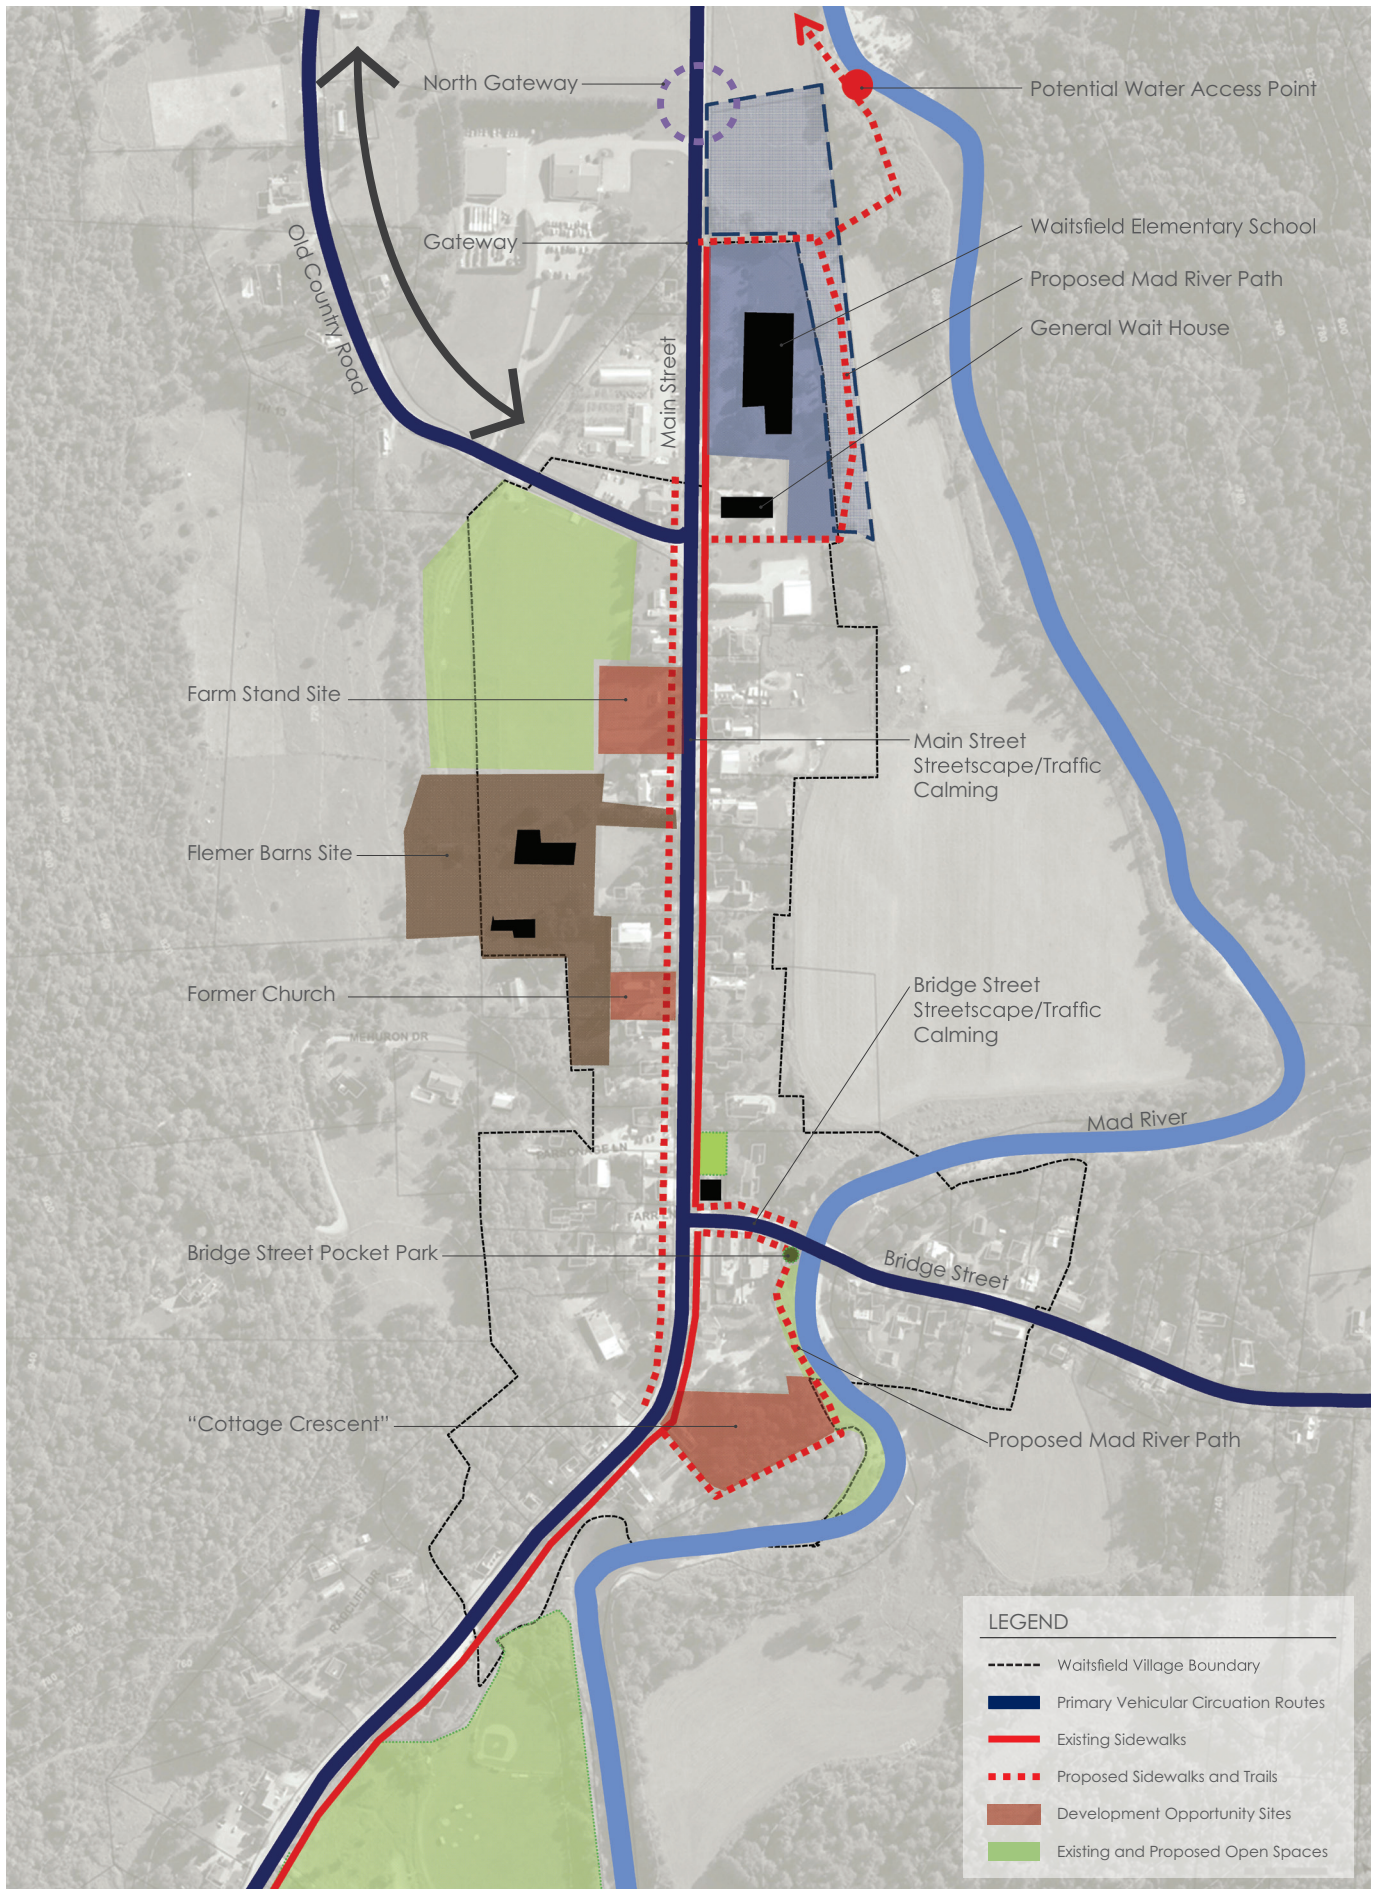 North Gateway
Potential Water Access Point
Waitsfield Elementary School
Gateway
Proposed Mad River Path
Old Country Road
General Wait House
Main Street
TH 13
Farm Stand Site
Main Street
Streetscape/Traffic
Calming
Flemer Barns Site
Former Church
Bridge Street
Streetscape/Traffic
Calming
MEHURON DR
Mad River
Bridge Street Pocket Park
Bridge Street
"Cottage Crescent"
Proposed Mad River Path
LEGEND
Waitsfield Village Boundary
Primary Vehicular Circuation Routes
Existing Sidewalks
Proposed Sidewalks and Trails
Development Opportunity Sites
Existing and Proposed Open Spaces